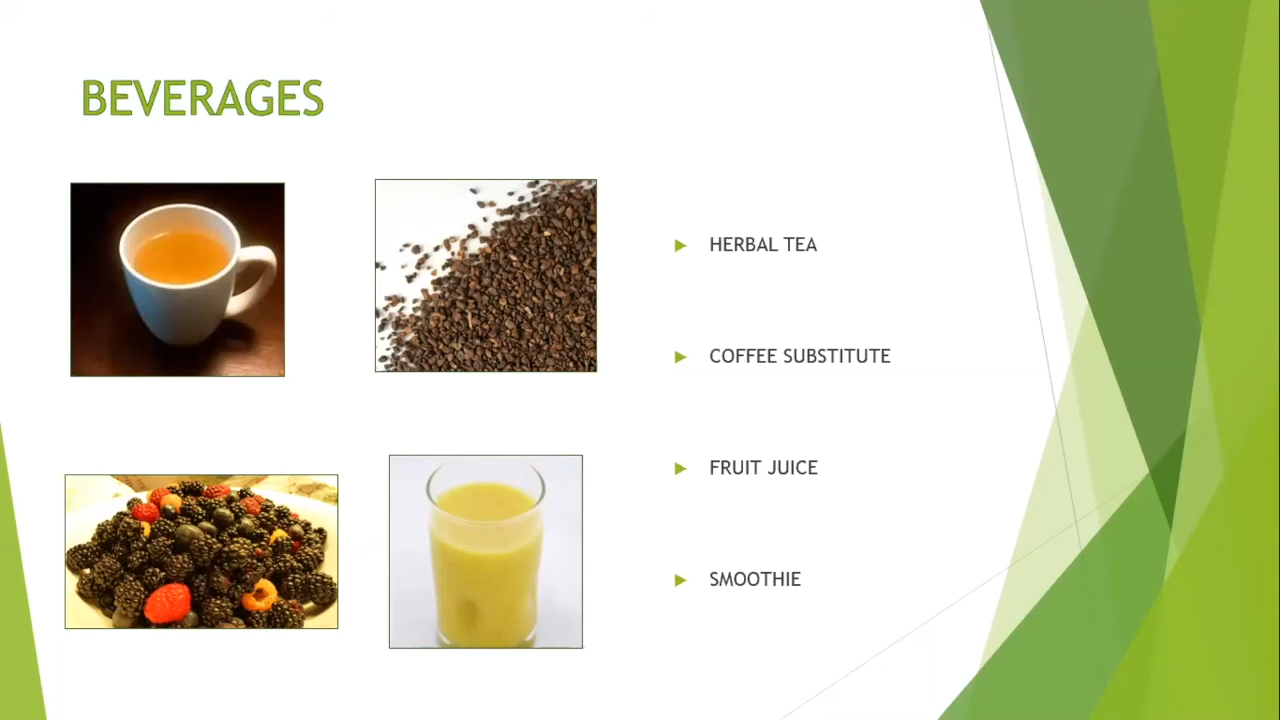 BEVERAGES
HERBAL TEA
COFFEE SUBSTITUTE
FRUIT JUICE
SMOOTHIE